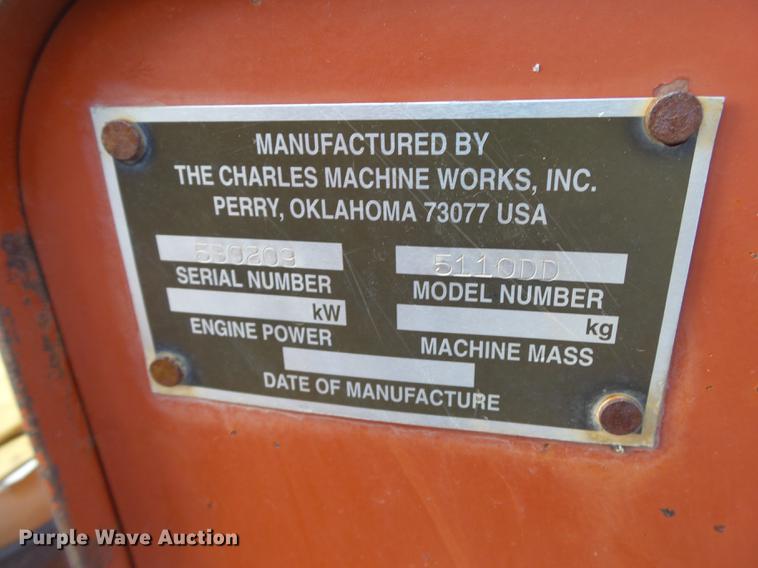 MANUFACTURED BY
THE CHARLES MACHINE WORKS, INC.
PERRY, OKLAHOMA 73077 USA
5110DD
SERIAL NUMBER
MODEL NUMBER
kW
kg
ENGINE POWER
MACHINE MASS
DATE OF MANUFACTURE
Purple Wave Auction